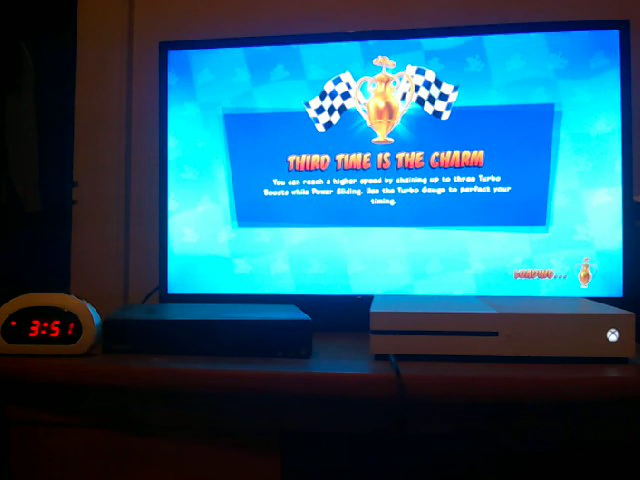 THIRD TIME IS THE CHARM
You can reach a higher speed by chaining up to three Turbo
Boosts while Power Sliding. Use the Turbo Gauge to perfect your
timing.
LOADING...
3:51